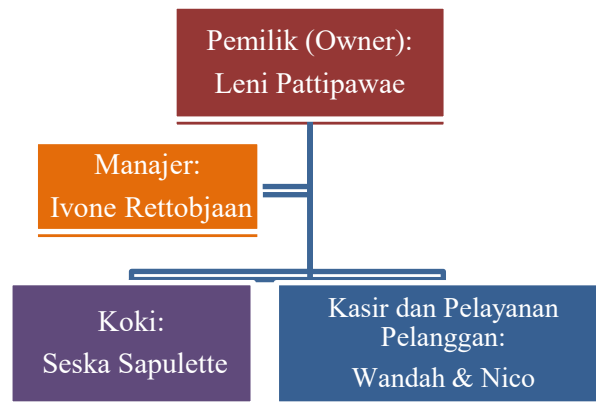 Pemilik (Owner):
Leni Pattipawae
Manajer:
Ivone Rettobjaan
Koki:
Seska Sapulette
Kasir dan Pelayanan
Pelanggan:
Wandah & Nico